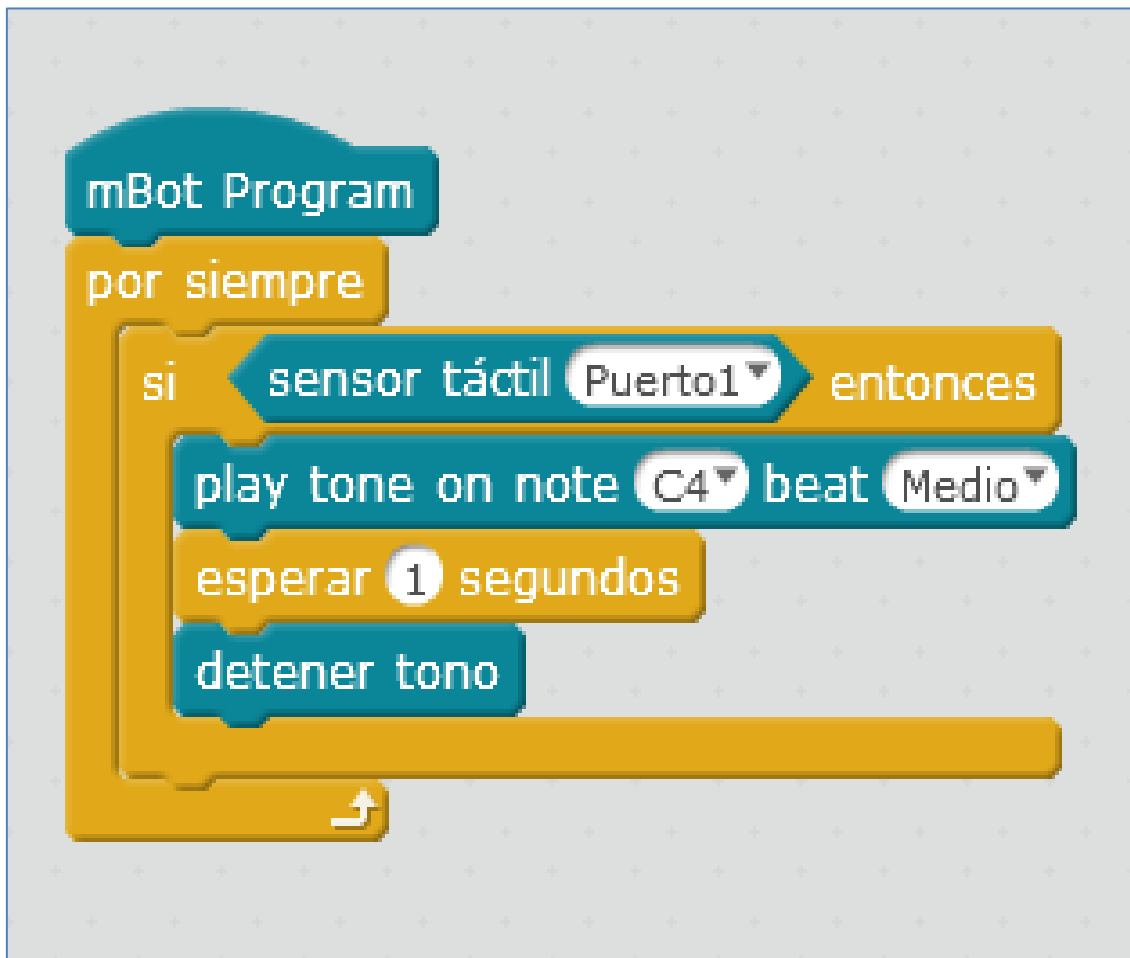 mBot Program
por siempre
si sensor táctil Puerto1 entonces
play tone on note C4 beat Medio
esperar 1 segundos
detener tono